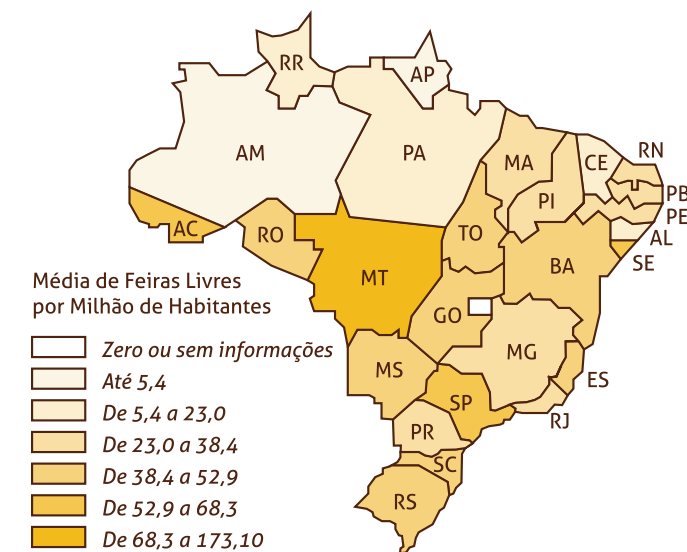 RR
AP
AM
PA
MA
CE
RN
PB
PE
AL
SE
PI
AC
RO
TO
BA
MT
GO
MG
ES
RJ
MS
SP
PR
SC
RS
Média de Feiras Livres
por Milhão de Habitantes
Zero ou sem informações
Até 5,4
De 5,4 a 23,0
De 23,0 a 38,4
De 38,4 a 52,9
De 52,9 a 68,3
De 68,3 a 173,10